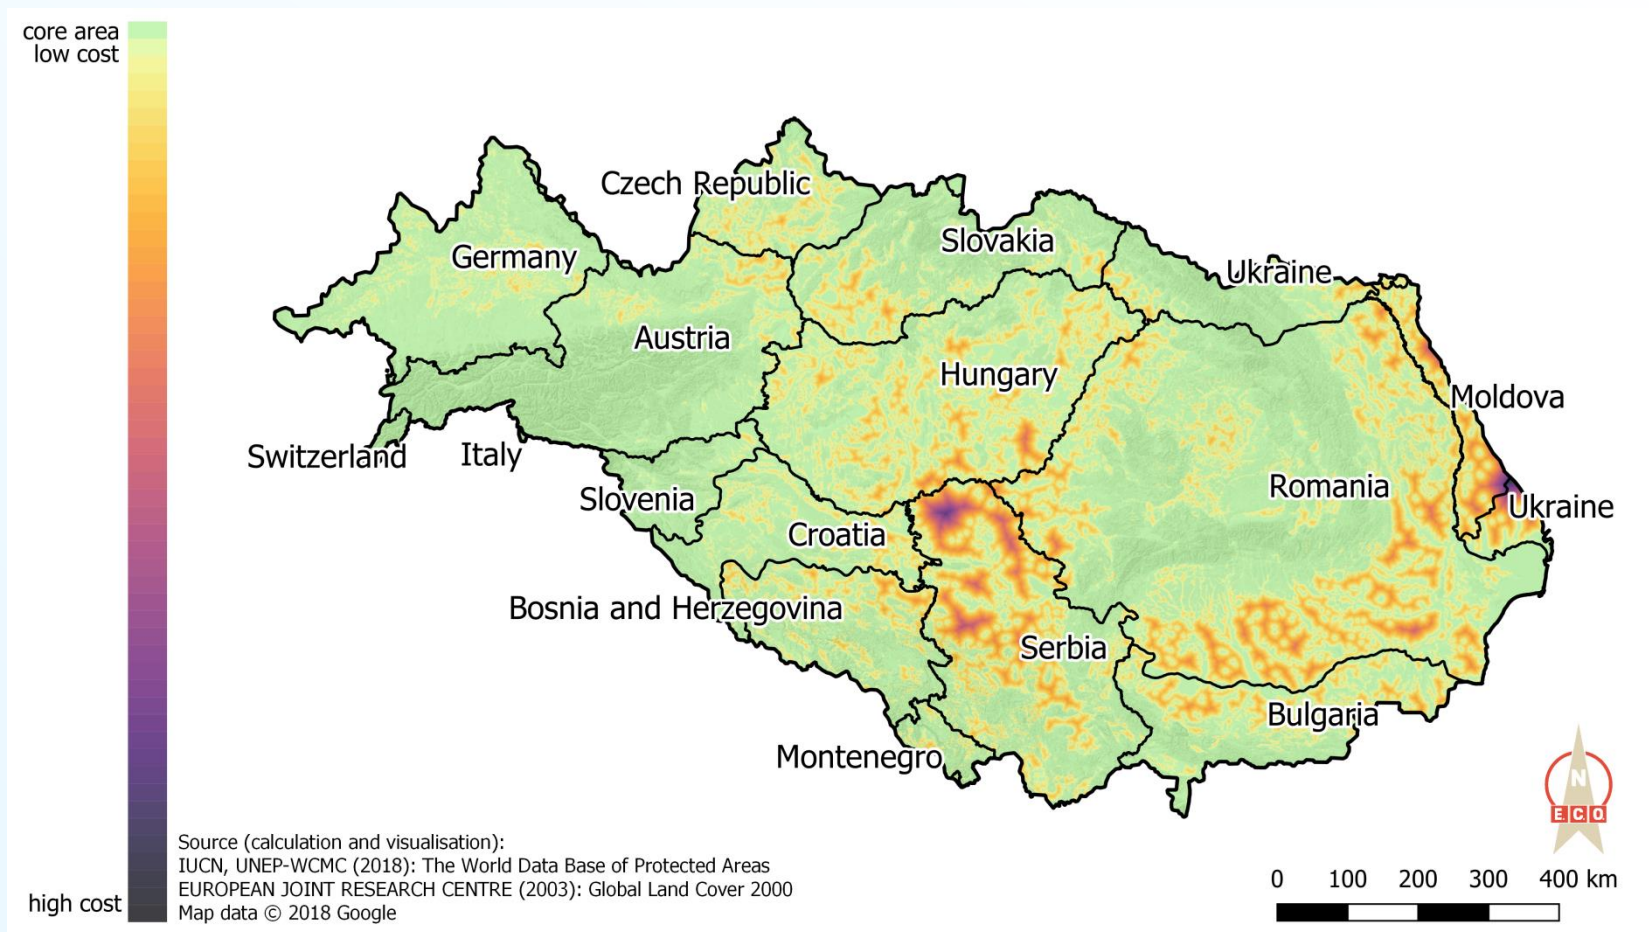 core area
low cost
high cost
Czech Republic
Germany
Slovakia
Ukraine
Austria
Hungary
Moldova
Switzerland
Italy
Slovenia
Romania
Ukraine
Croatia
Bosnia and Herzegovina
Serbia
Bulgaria
Montenegro
N
E.C.O
Source (calculation and visualisation):
IUCN, UNEP-WCMC (2018): The World Data Base of Protected Areas
EUROPEAN JOINT RESEARCH CENTRE (2003): Global Land Cover 2000
Map data © 2018 Google
0 100 200 300 400 km